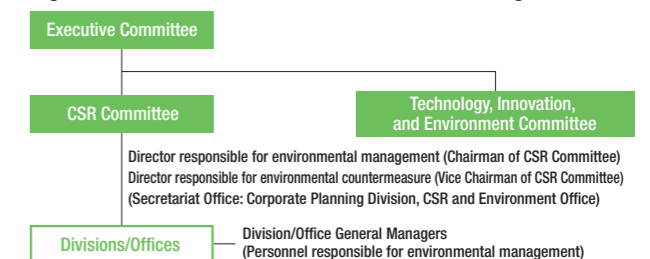 Executive Committee
CSR Committee
Technology, Innovation,
and Environment Committee
Director responsible for environmental management (Chairman of CSR Committee)
Director responsible for environmental countermeasure (Vice Chairman of CSR Committee)
(Secretariat Office: Corporate Planning Division, CSR and Environment Office)
Divisions/Offices
Division/Office General Managers
(Personnel responsible for environmental management)